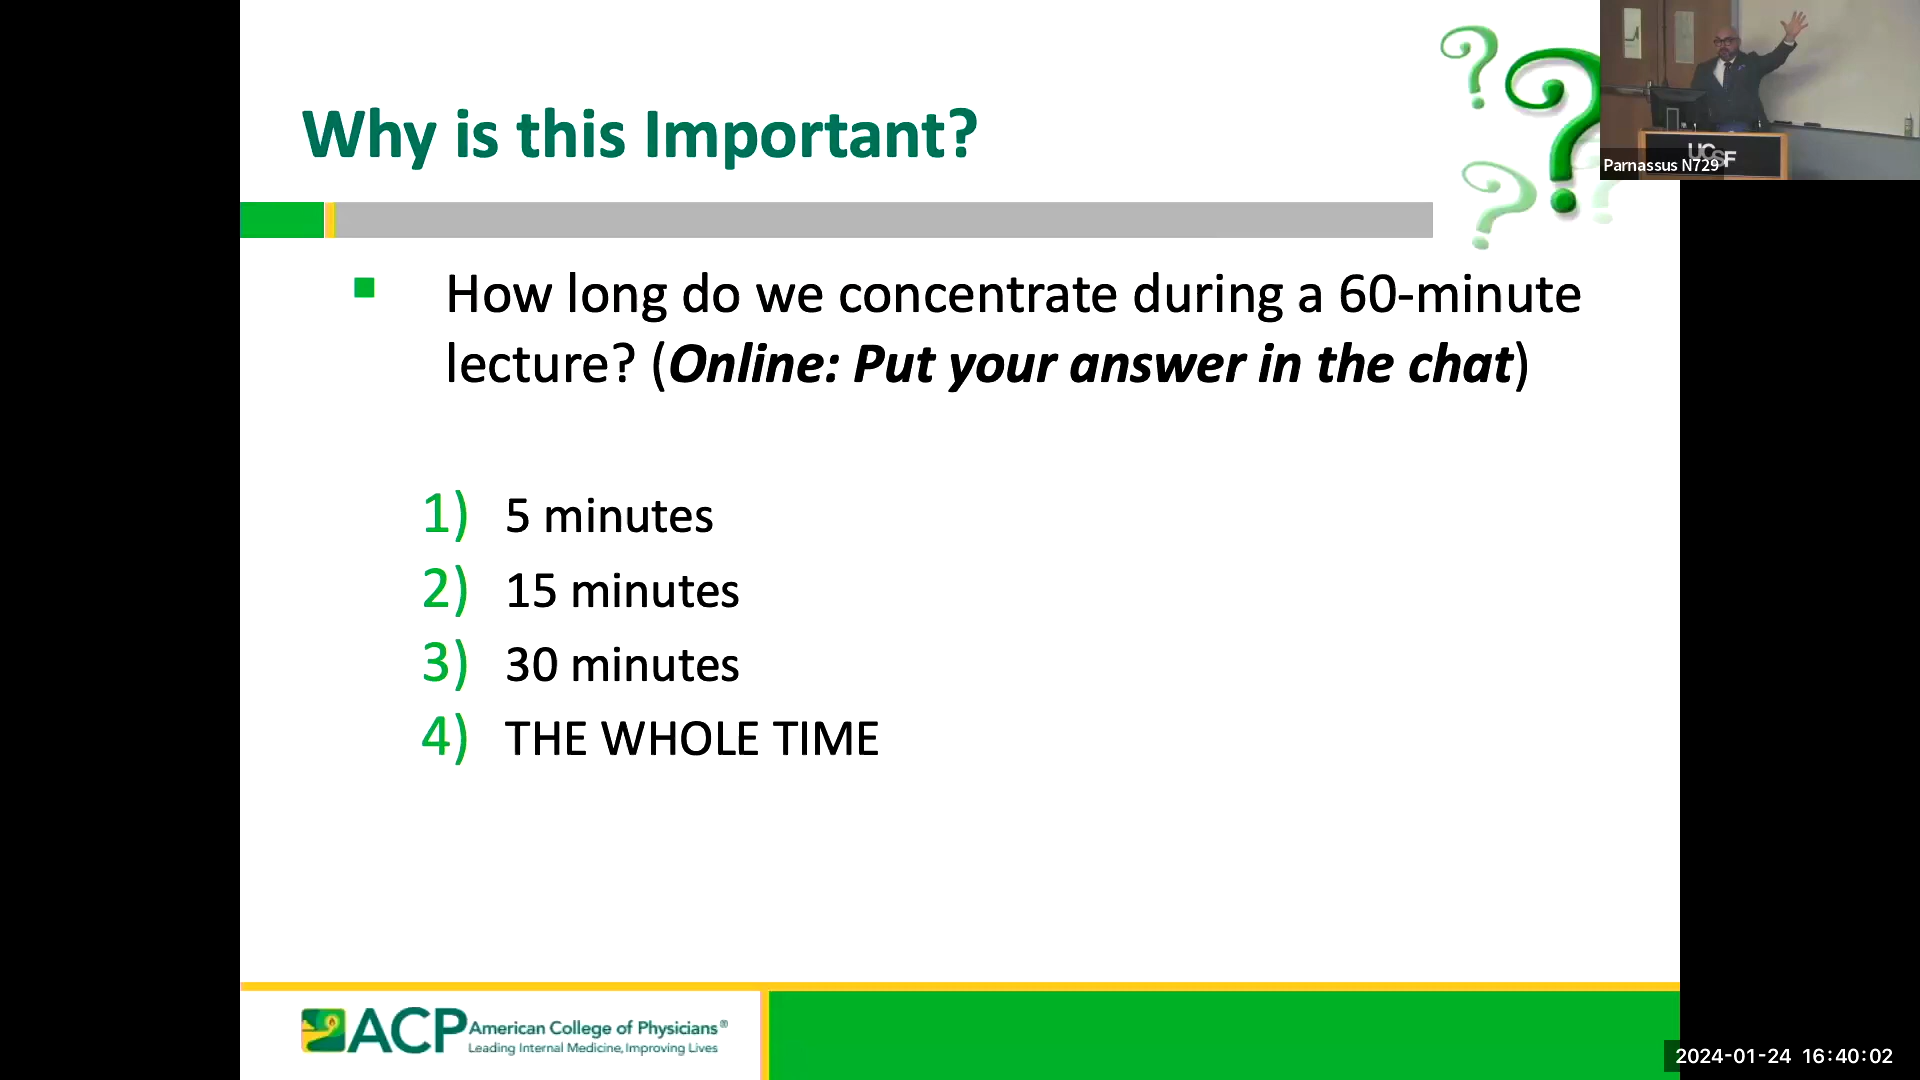 Why is this Important?
Parnassus N729
UCSF
How long do we concentrate during a 60-minute
lecture? (Online: Put your answer in the chat)
1) 5 minutes
2) 15 minutes
3) 30 minutes
4) THE WHOLE TIME
ACP American College of Physicians®
Leading Internal Medicine, Improving Lives
2024-01-24 16:40:02